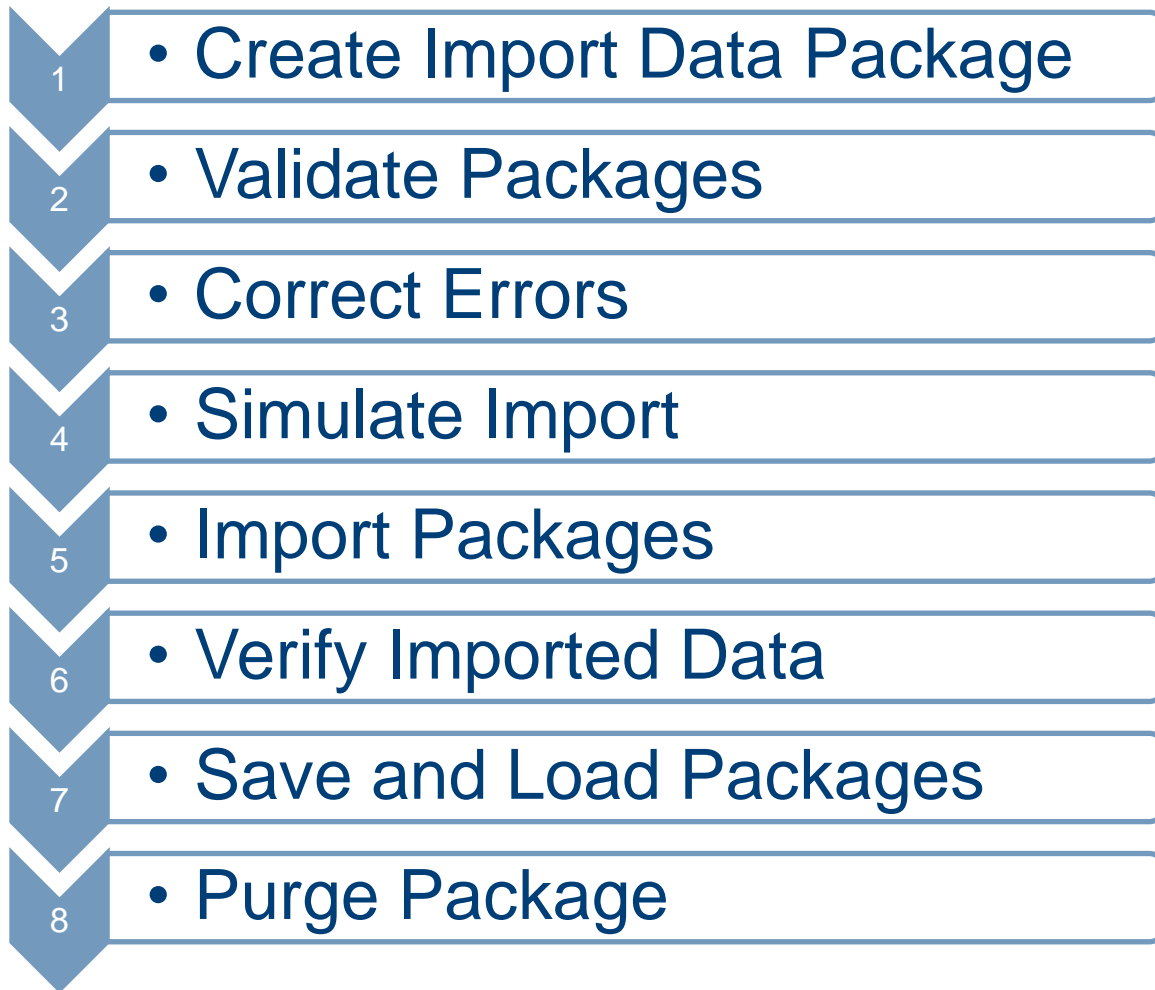 1 • Create Import Data Package
2 • Validate Packages
3 • Correct Errors
4 • Simulate Import
5 • Import Packages
6 • Verify Imported Data
7 • Save and Load Packages
8 • Purge Package